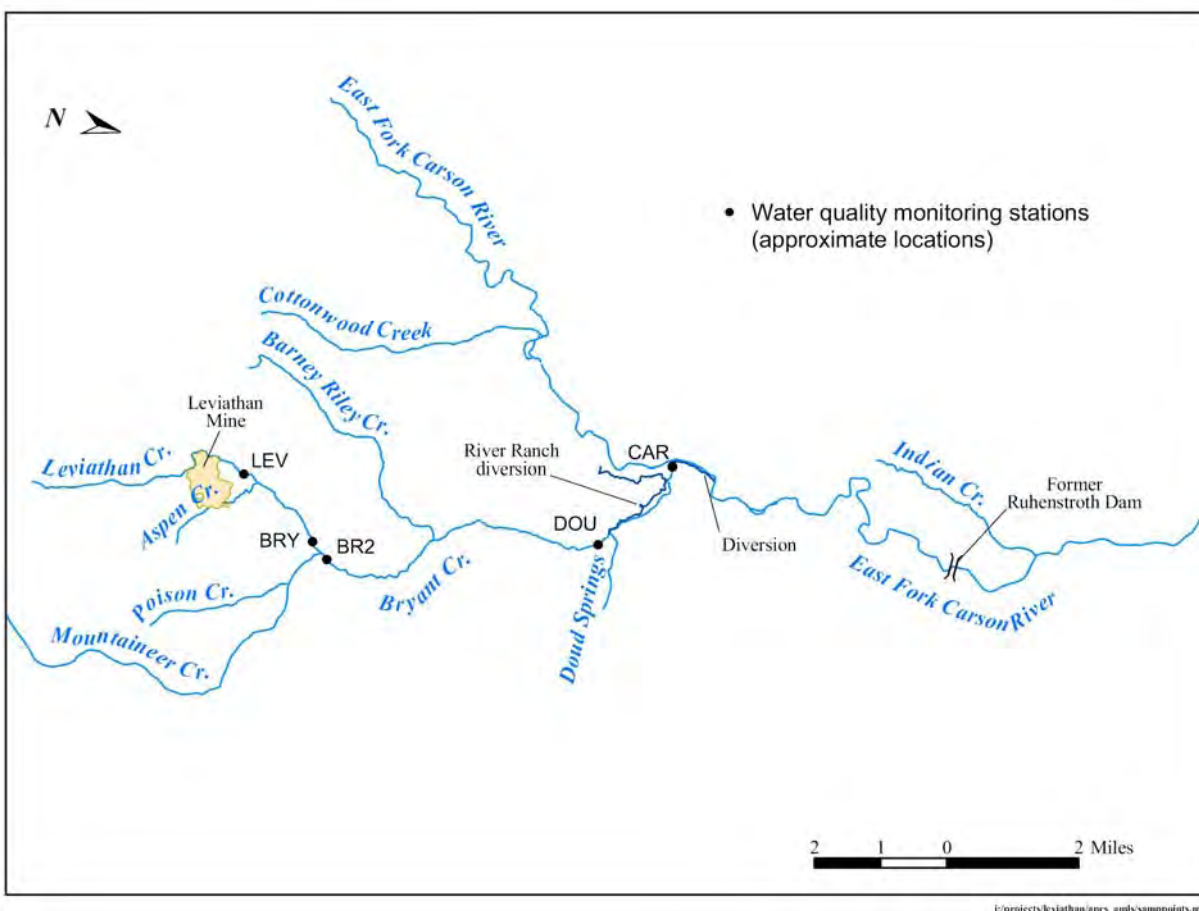 East Fork Carson River
N
Water quality monitoring stations
(approximate locations)
Cottonwood Creek
Barney Riley Cr.
Leviathan
Mine
Leviathan Cr.
LEV
Aspen Cr.
River Ranch
diversion
CAR
Indian Cr.
Former
Ruhenstroth Dam
DOU
Diversion
BRY
BR2
Bryant Cr.
Doud Springs
East Fork Carson River
Poison Cr.
Mountaineer Cr.
2 1 0 2 Miles